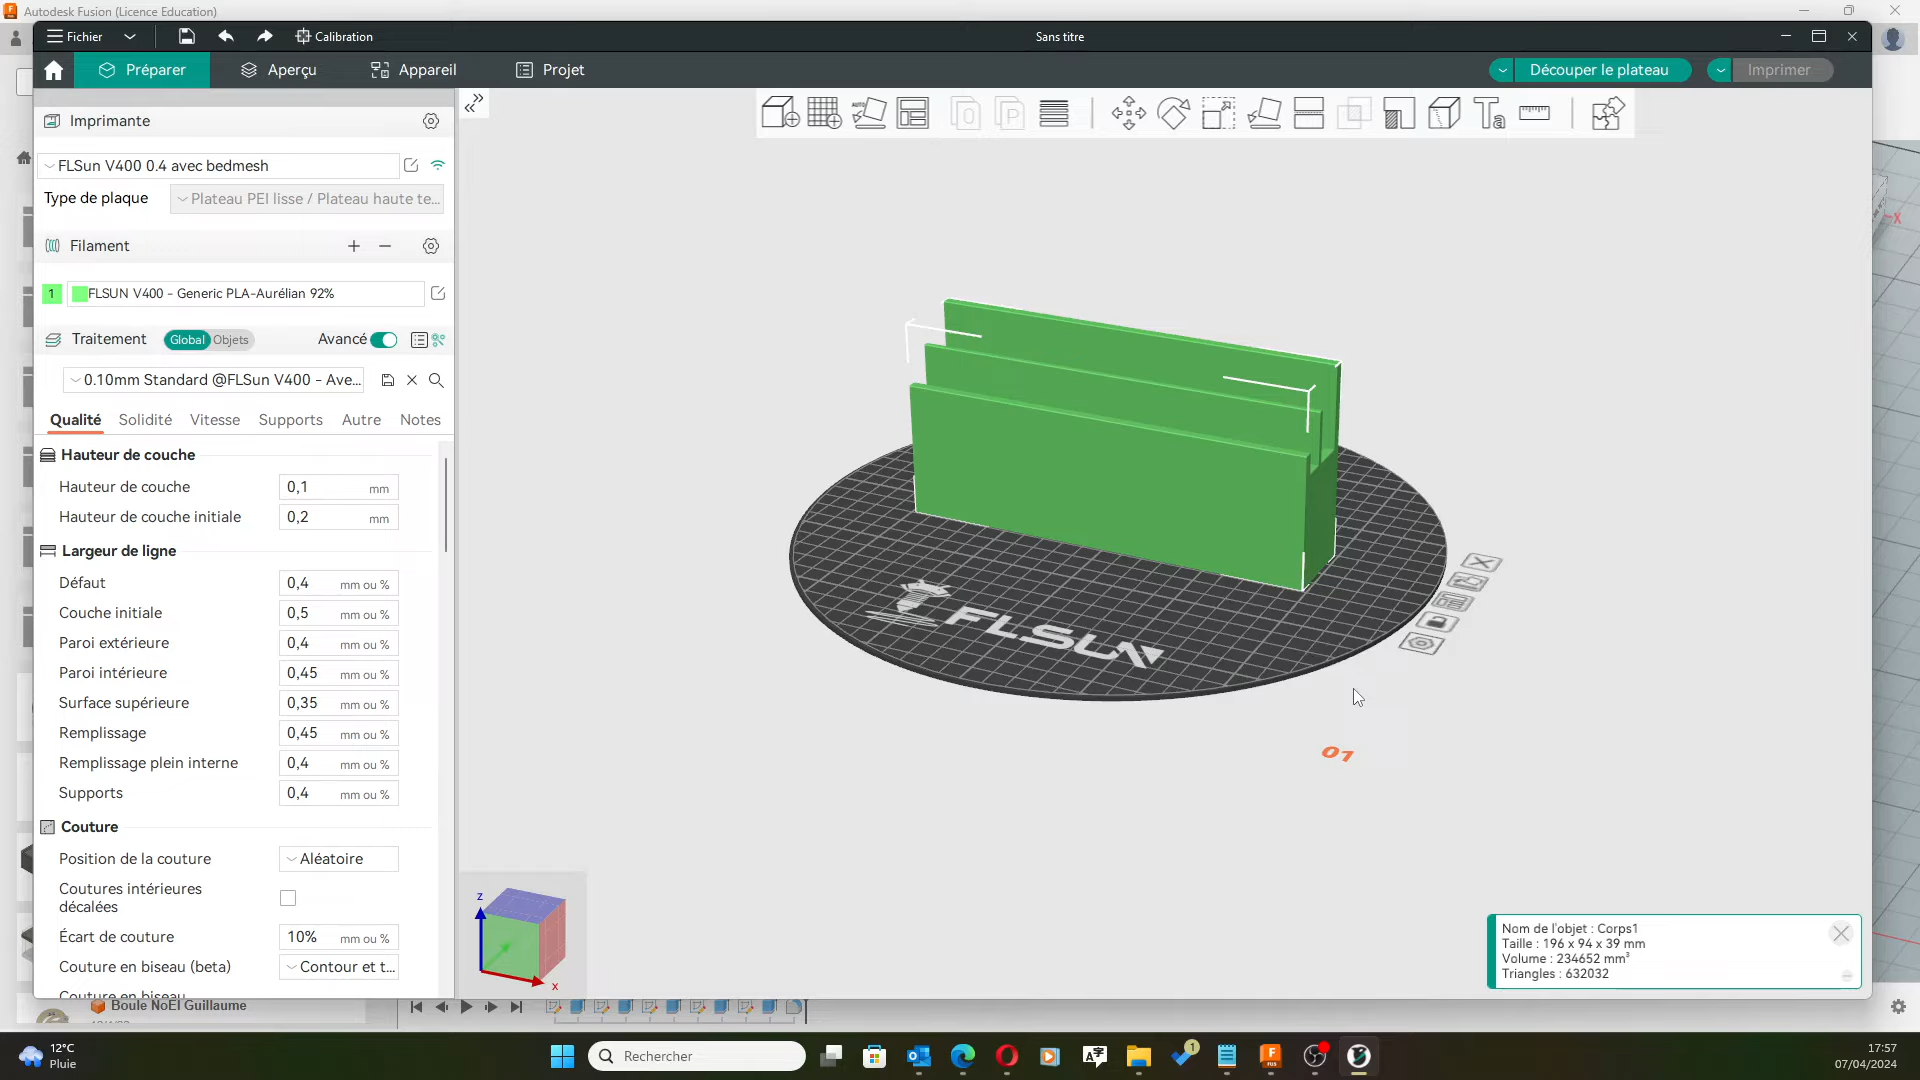 Autodesk Fusion (Licence Education)
Fichier
Calibration
Sans titre
Préparer
Aperçu
Appareil
Projet
Découper le plateau
Imprimer
Imprimante
FLSun V400 0.4 avec bedmesh
Type de plaque
Plateau PEI lisse / Plateau haute te...
Filament
1
FLSUN V400 - Generic PLA-Aurélian 92%
Traitement
Global
Objets
Avancé
0.10mm Standard @FLSun V400 - Ave...
Qualité
Solidité
Vitesse
Supports
Autre
Notes
Hauteur de couche
Hauteur de couche 0,1 mm
Hauteur de couche initiale 0,2 mm
Largeur de ligne
Défaut 0,4 mm ou %
Couche initiale 0,5 mm ou %
Paroi extérieure 0,4 mm ou %
Paroi intérieure 0,45 mm ou %
Surface supérieure 0,35 mm ou %
Remplissage 0,45 mm ou %
Remplissage plein interne 0,4 mm ou %
Supports 0,4 mm ou %
Couture
Position de la couture Aléatoire
Coutures intérieures
décalées
Écart de couture 10% mm ou %
Couture en biseau (beta) Contour et t...
Couture en biseau
Boule NoEl Guillaume
FLSUN
01
z
x
X
Nom de l'objet : Corps1
Taille : 196 x 94 x 39 mm
Volume : 234652 mm³
Triangles : 632032
12°C
Pluie
Rechercher
1
17:57
07/04/2024